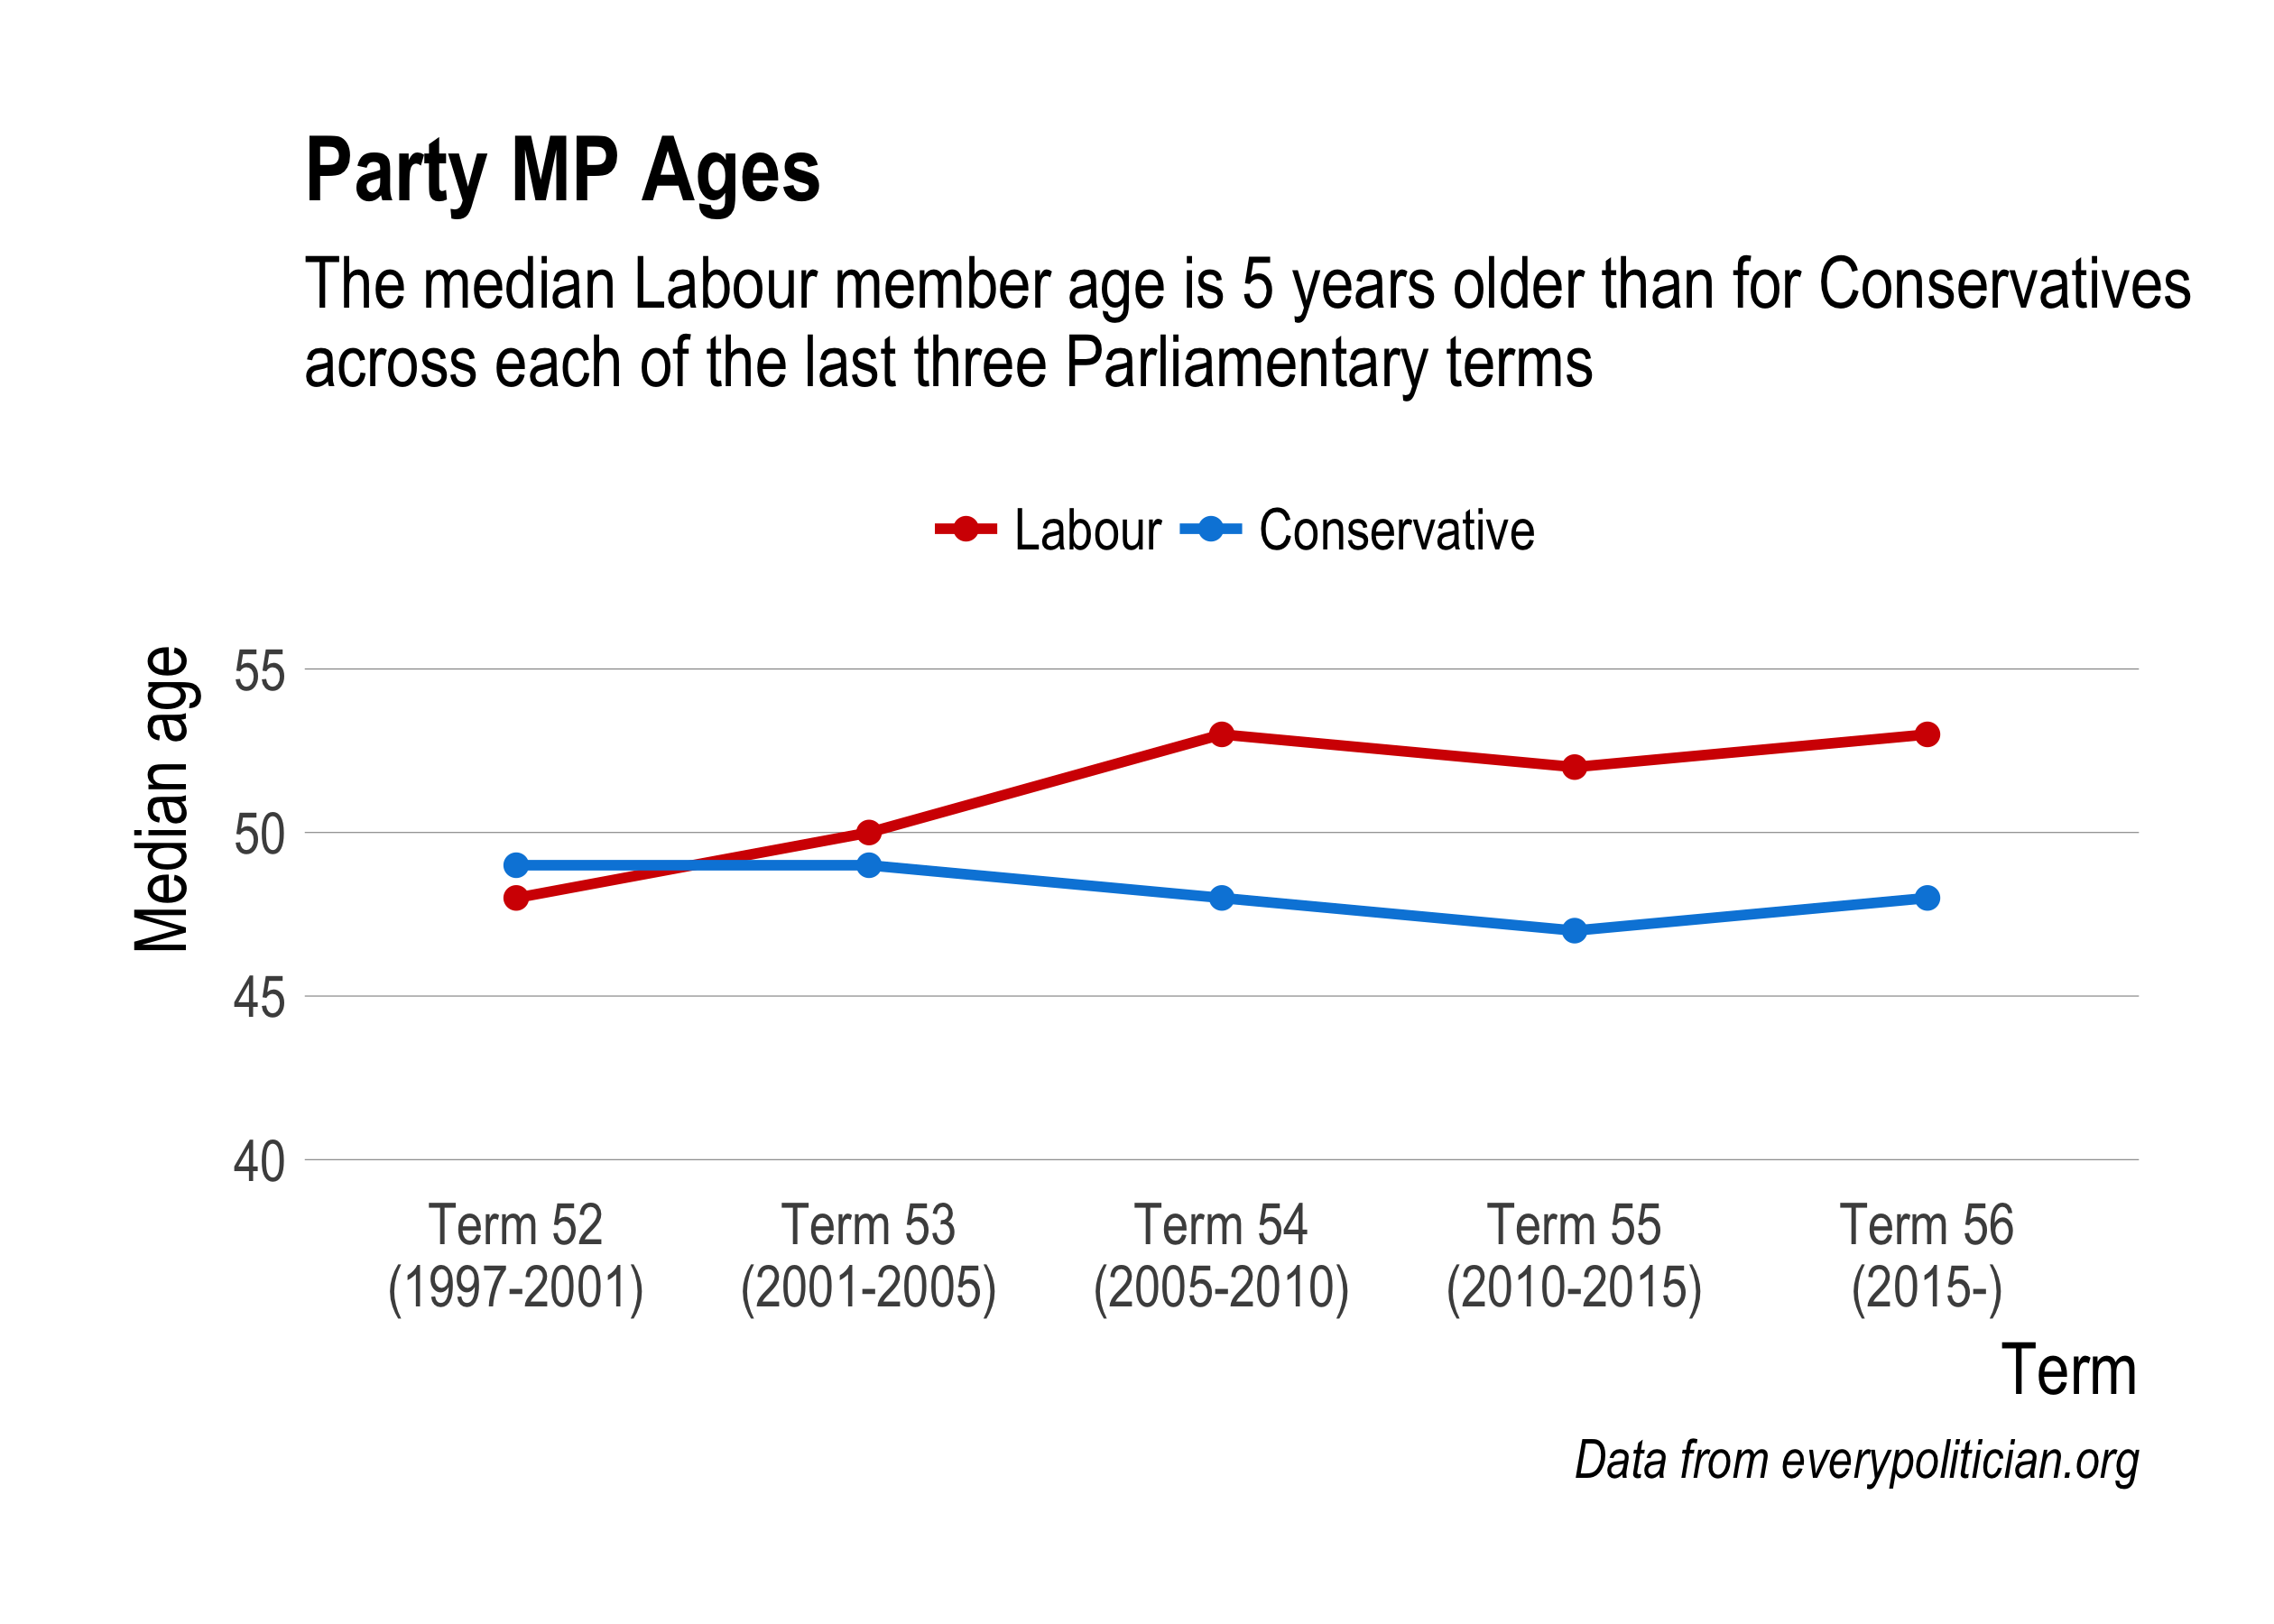 Party MP Ages
The median Labour member age is 5 years older than for Conservatives
across each of the last three Parliamentary terms
Labour Conservative
Median age
55
50
45
40
Term 52 Term 53 Term 54 Term 55 Term 56
(1997-2001) (2001-2005) (2005-2010) (2010-2015) (2015-)
Term
Data from everypolitician.org